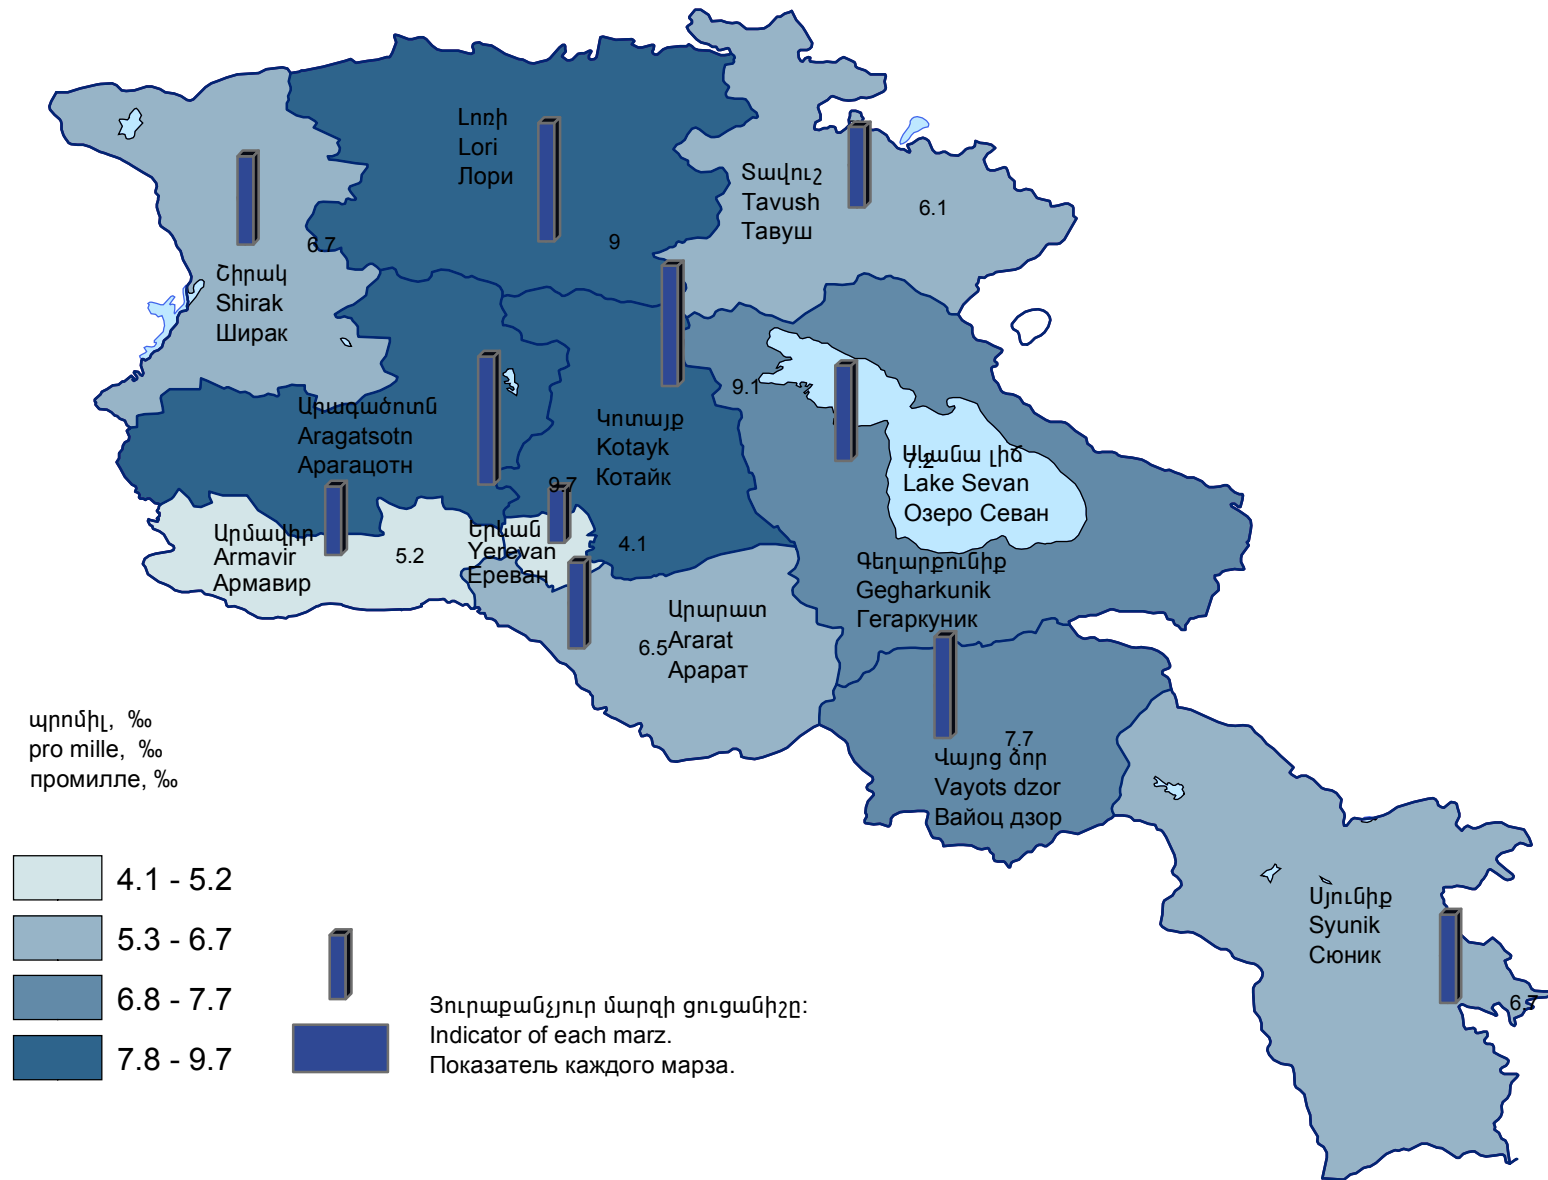 Լոռի
Lori
Лори
9
Տավուշ
Tavush
Тавуш
6.1
6.7
Շիրակ
Shirak
Ширак
Արագածոտն
Aragatsotn
Арагацотн
9.7
Կոտայք
Kotayk
Котайк
9.1
Սևանա լիճ
Lake Sevan
Озеро Севан
7.2
Գեղարքունիք
Gegharkunik
Гегаркуник
Արմավիր
Armavir
Армавир
5.2
Երևան
Yerevan
Ереван
4.1
Արարատ
Ararat
Арарат
6.5
7.7
Վայոց ձոր
Vayots dzor
Вайоц дзор
Սյունիք
Syunik
Сюник
6.7
պրոմիլ, ‰
pro mille, ‰
промилле, ‰
4.1 - 5.2
5.3 - 6.7
6.8 - 7.7
7.8 - 9.7
Յուրաքանչյուր մարզի ցուցանիշը:
Indicator of each marz.
Показатель каждого марза.